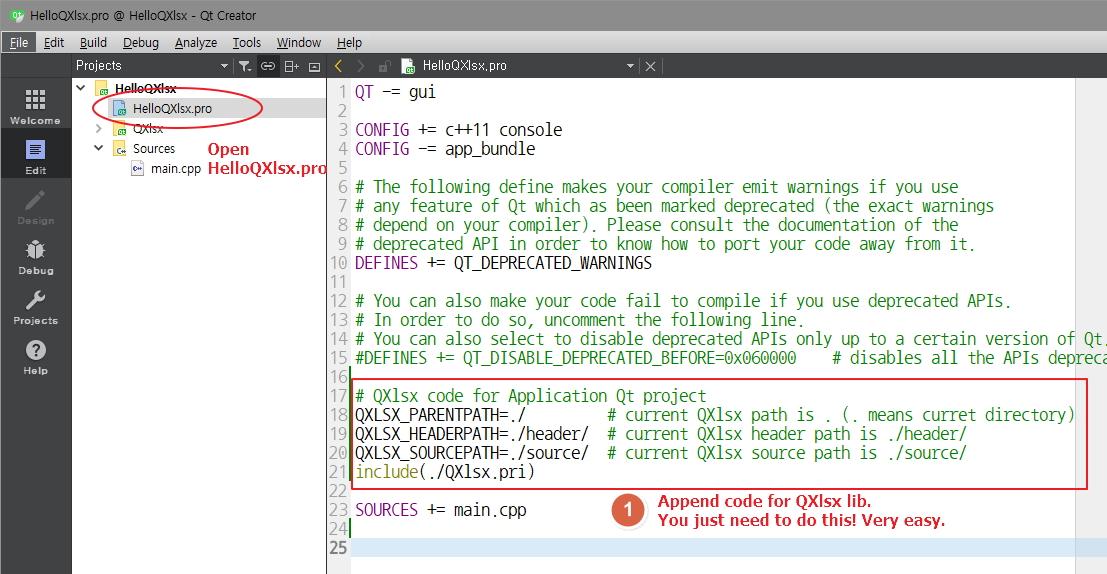 HelloQXlsx.pro @ HelloQXlsx - Qt Creator
File Edit Build Debug Analyze Tools Window Help
Projects
HelloQXlsx.pro
Welcome
Edit
Design
Debug
Projects
Help
HelloQXlsx
HelloQXlsx.pro
QXlsx
Sources
main.cpp
Open
HelloQXlsx.pro
1 QT -= gui
2
3 CONFIG += c++11 console
4 CONFIG -= app_bundle
5
6 # The following define makes your compiler emit warnings if you use
7 # any feature of Qt which as been marked deprecated (the exact warnings
8 # depend on your compiler). Please consult the documentation of the
9 # deprecated API in order to know how to port your code away from it.
10 DEFINES += QT_DEPRECATED_WARNINGS
11
12 # You can also make your code fail to compile if you use deprecated APIs.
13 # In order to do so, uncomment the following line.
14 # You can also select to disable deprecated APIs only up to a certain version of Qt.
15 #DEFINES += QT_DISABLE_DEPRECATED_BEFORE=0x060000    # disables all the APIs depreca
16
17 # QXlsx code for Application Qt project
18 QXLSX_PARENTPATH=./         # current QXlsx path is . (. means curret directory)
19 QXLSX_HEADERPATH=./header/  # current QXlsx header path is ./header/
20 QXLSX_SOURCEPATH=./source/  # current QXlsx source path is ./source/
21 include(./QXlsx.pri)
22
23 SOURCES += main.cpp
24
25
1 Append code for QXlsx lib.
You just need to do this! Very easy.